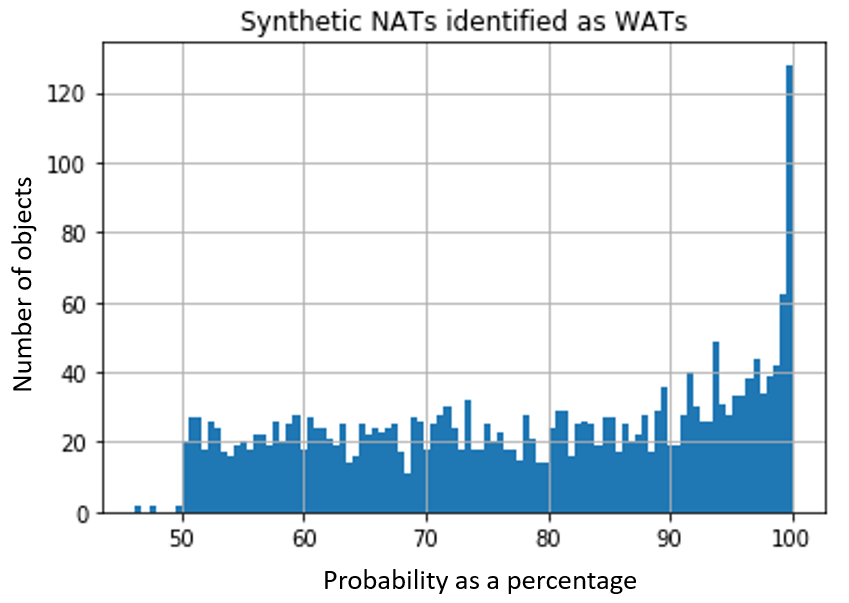 Synthetic NATs identified as WATs
120
100
80
60
40
20
0
Number of objects
50 60 70 80 90 100
Probability as a percentage